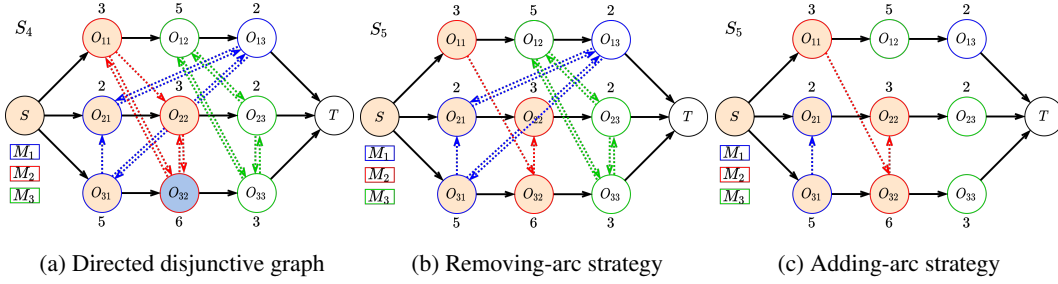 3 5 2
S₄ O₁₁ O₁₂ O₁₃
2 3 2
S O₂₁ O₂₂ O₂₃ T
M₁
M₂
M₃
O₃₁ O₃₂ O₃₃
5 6 3
(a) Directed disjunctive graph
3 5 2
S₅ O₁₁ O₁₂ O₁₃
2 3 2
S O₂₁ O₂₂ O₂₃ T
M₁
M₂
M₃
O₃₁ O₃₂ O₃₃
5 6 3
(b) Removing-arc strategy
3 5 2
S₅ O₁₁ O₁₂ O₁₃
2 3 2
S O₂₁ O₂₂ O₂₃ T
M₁
M₂
M₃
O₃₁ O₃₂ O₃₃
5 6 3
(c) Adding-arc strategy